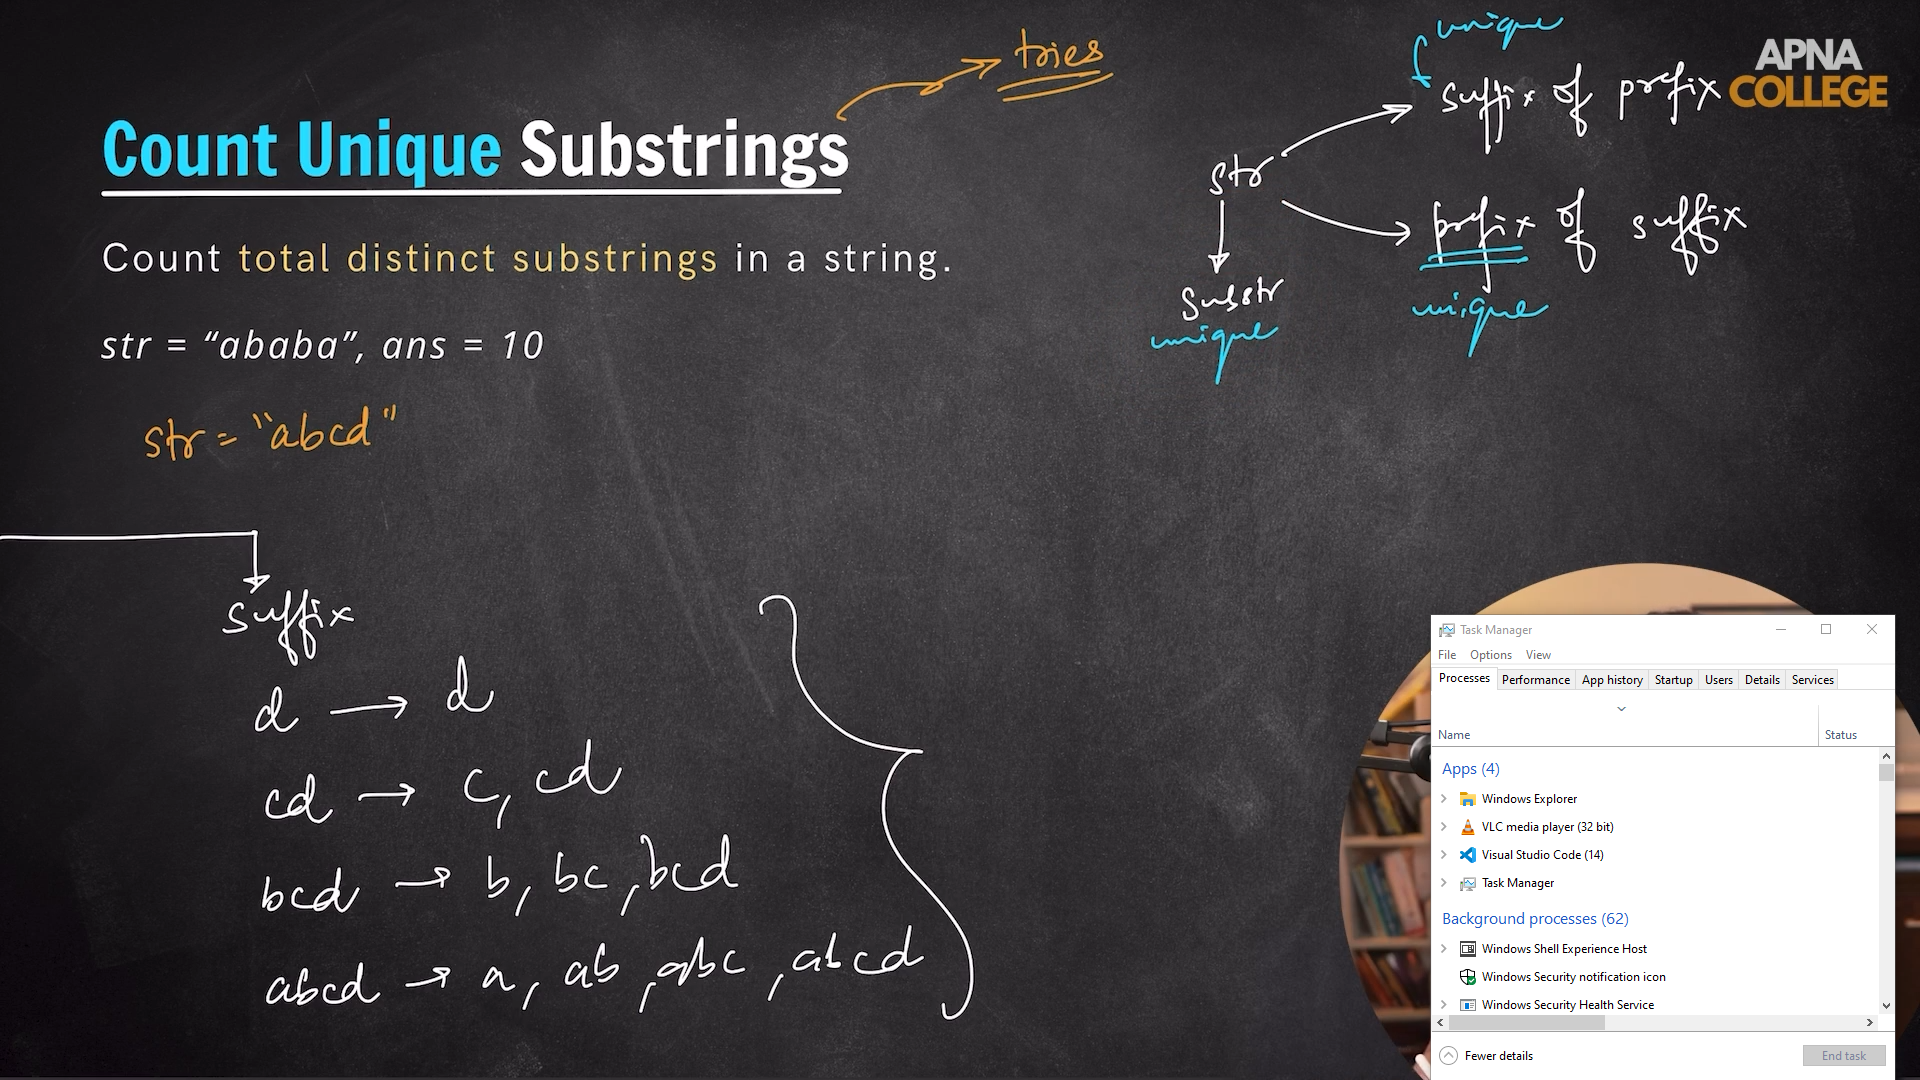 tries
unique
APNA
COLLEGE
suffix of prefix
Count Unique Substrings
str
prefix of suffix
Count total distinct substrings in a string.
substr
unique
unique
str = “ababa”, ans = 10
str = "abcd"
suffix
d → d
cd → c, cd
bcd → b, bc, bcd
abcd → a, ab, abc, abcd
Task Manager
File Options View
Processes Performance App history Startup Users Details Services
Name Status
Apps (4)
Windows Explorer
VLC media player (32 bit)
Visual Studio Code (14)
Task Manager
Background processes (62)
Windows Shell Experience Host
Windows Security notification icon
Windows Security Health Service
Fewer details
End task